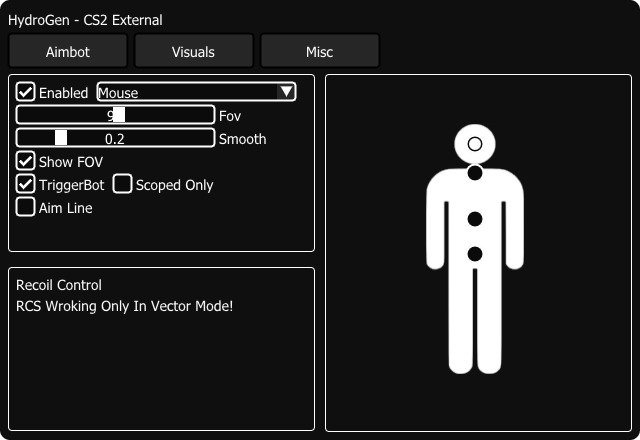 HydroGen - CS2 External
Aimbot Visuals Misc
Enabled Mouse
Fov
0.2 Smooth
Show FOV
TriggerBot Scoped Only
Aim Line
Recoil Control
RCS Wroking Only In Vector Mode!